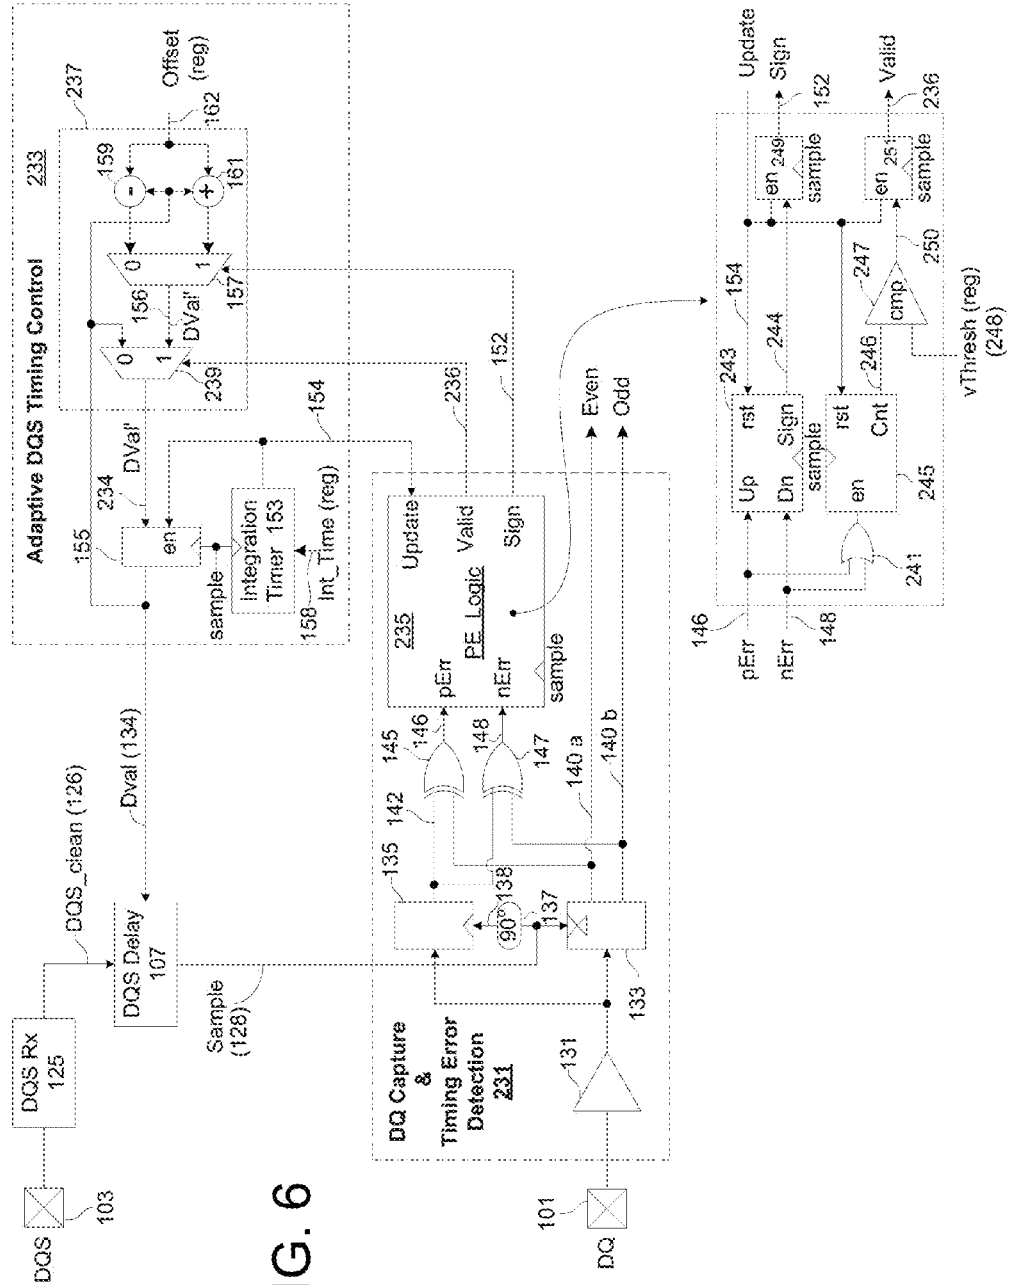 DQS
103
DQS Rx
125
DQS_clean (126)
DQS Delay
107
Dval (134)
Sample
(128)
Adaptive DQS Timing Control
233
237
159
-
+
161
162
Offset
(reg)
0
1
156
DVal'
157
0
1
239
DVal'
234
155
en
sample
Integration
Timer 153
158
Int_Time (reg)
154
236
152
DQ Capture
&
Timing Error
Detection
231
DQ
101
131
133
135
90°
137
138
142
145
146
147
148
140 a
140 b
235
PE Logic
pErr
nErr
Update
Valid
Sign
sample
Even
Odd
pErr
146
nErr
148
241
243
Up
rst
Dn
Sign
sample
245
en
rst
Cnt
154
244
246
247
cmp
250
vThresh (reg)
(248)
en
249
sample
en
251
sample
Update
Sign
152
Valid
236
G. 6